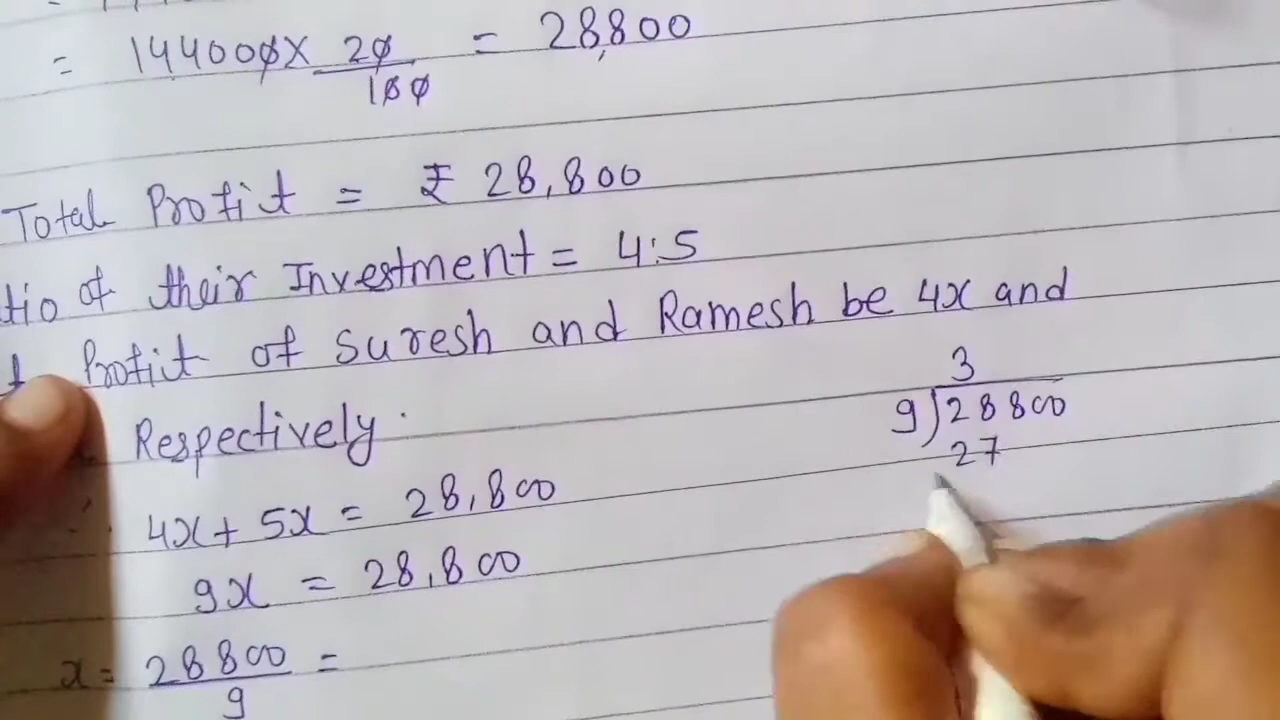 = 144000 X 20/100 = 28,800
Total Profit = ₹ 28,800
tio of their Investment = 4:5
Profit of Suresh and Ramesh be 4x and
Respectively.
3
9)28800
27
∴ 4x + 5x = 28,800
9x = 28,800
x = 28800/9 =